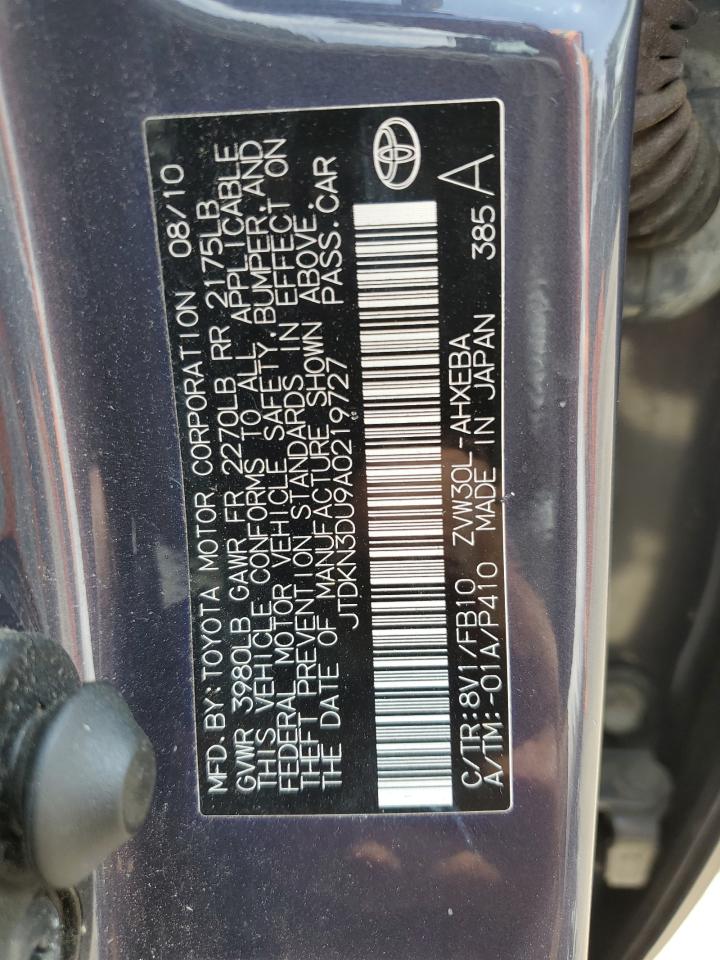 MFD. BY: TOYOTA MOTOR CORPORATION 08/10
GVWR 3980LB GAWR FR 2270LB RR 2175LB
THIS VEHICLE CONFORMS TO ALL APPLICABLE
FEDERAL MOTOR VEHICLE SAFETY, BUMPER, AND
THEFT PREVENTION STANDARDS IN EFFECT ON
THE DATE OF MANUFACTURE SHOWN ABOVE.
JTDKN3DU9A0219727 PASS. CAR
C/TR: 8V1/FB10 ZVW30L-AHXEBA 385
A/TM: -01A/P410 MADE IN JAPAN A